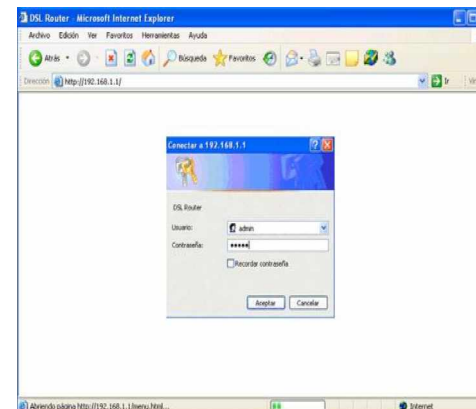 DSL Router - Microsoft Internet Explorer
Archivo Edición Ver Favoritos Herramientas Ayuda
Atrás Búsqueda Favoritos
Dirección http://192.168.1.1/ Ir
Conectar a 192.168.1.1
DSL Router
Usuario: admin
Contraseña: •••••
Recordar contraseña
Aceptar Cancelar
Abriendo página http://192.168.1.1/menu.html... Internet